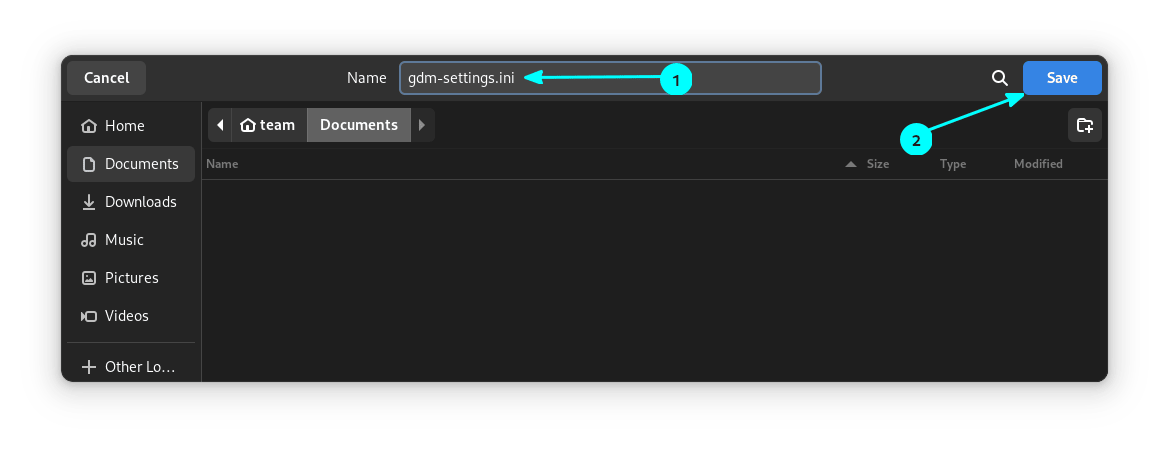 Cancel Name gdm-settings.ini 1 Save
2
Home
team Documents
Documents
Name Size Type Modified
Downloads
Music
Pictures
Videos
Other Lo...